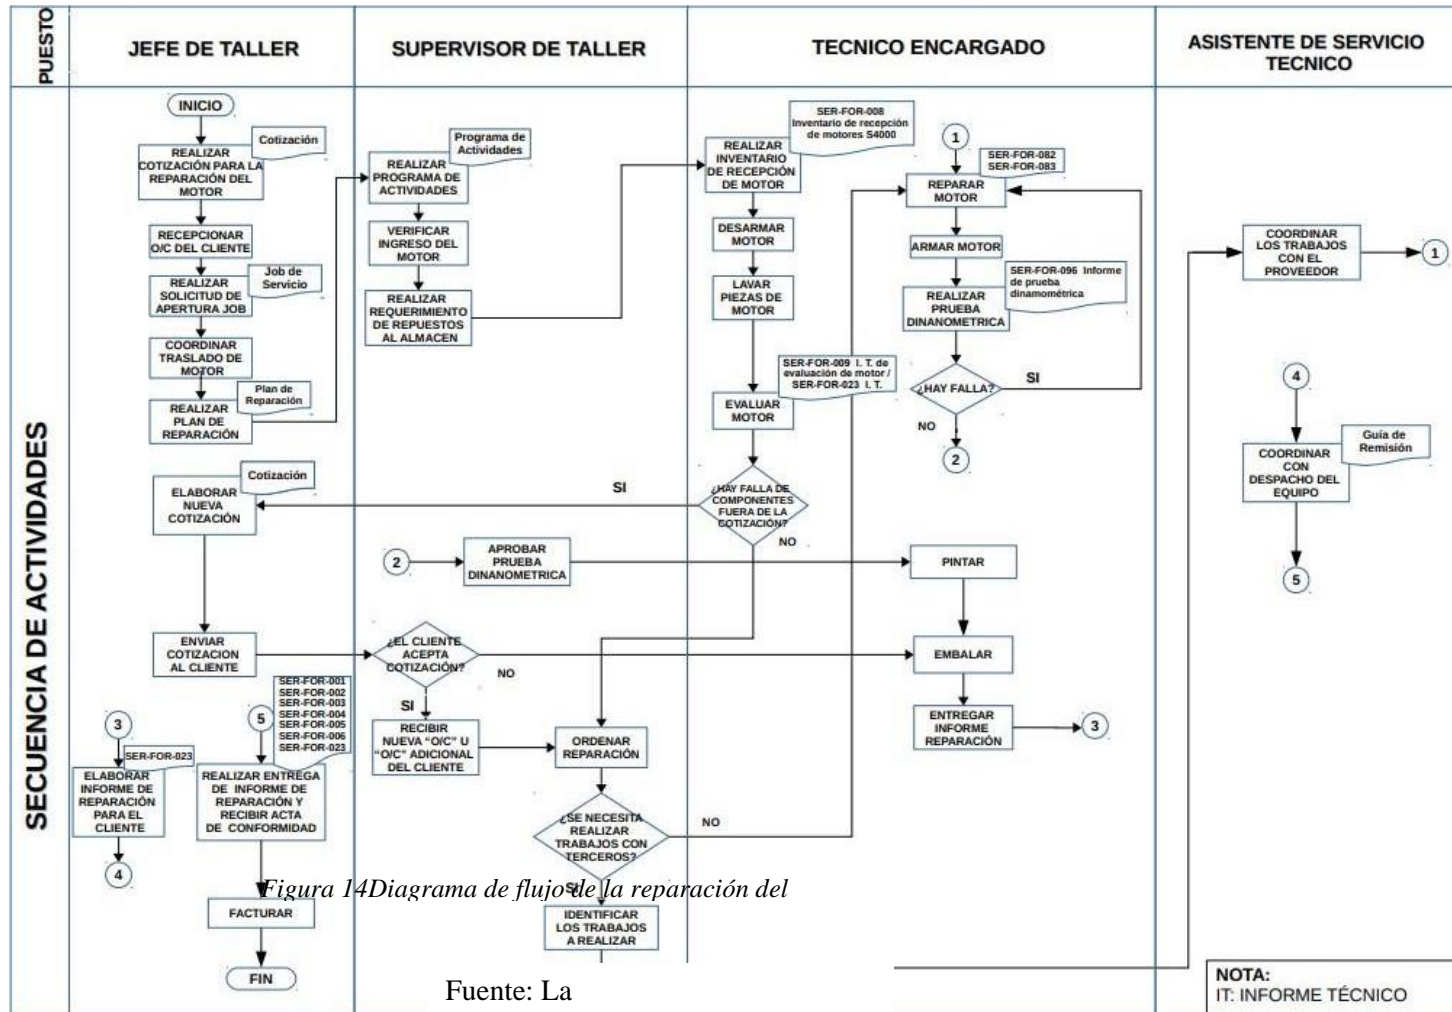 PUESTO
JEFE DE TALLER
SUPERVISOR DE TALLER
TECNICO ENCARGADO
ASISTENTE DE SERVICIO
TECNICO
SECUENCIA DE ACTIVIDADES
INICIO
Cotización
REALIZAR
COTIZACIÓN PARA LA
REPARACIÓN DEL
MOTOR
RECEPCIONAR
O/C DEL CLIENTE
Job de
Servicio
REALIZAR
SOLICITUD DE
APERTURA JOB
COORDINAR
TRASLADO DE
MOTOR
Plan de
Reparación
REALIZAR
PLAN DE
REPARACIÓN
Cotización
ELABORAR
NUEVA
COTIZACIÓN
ENVIAR
COTIZACION
AL CLIENTE
3
SER-FOR-023
ELABORAR
INFORME DE
REPARACIÓN
PARA EL
CLIENTE
4
5
SER-FOR-001
SER-FOR-002
SER-FOR-003
SER-FOR-004
SER-FOR-005
SER-FOR-006
SER-FOR-023
REALIZAR ENTREGA
DE INFORME DE
REPARACIÓN Y
RECIBIR ACTA
DE CONFORMIDAD
FACTURAR
FIN
Programa de
Actividades
REALIZAR
PROGRAMA DE
ACTIVIDADES
VERIFICAR
INGRESO DEL
MOTOR
REALIZAR
REQUERIMIENTO
DE REPUESTOS
AL ALMACEN
SI
2
APROBAR
PRUEBA
DINANOMETRICA
¿EL CLIENTE
ACEPTA
COTIZACIÓN?
NO
SI
RECIBIR
NUEVA “O/C” U
“O/C” ADICIONAL
DEL CLIENTE
ORDENAR
REPARACIÓN
¿SE NECESITA
REALIZAR
TRABAJOS CON
TERCEROS?
NO
SI
IDENTIFICAR
LOS TRABAJOS
A REALIZAR
SER-FOR-008
Inventario de recepción
de motores S4000
REALIZAR
INVENTARIO
DE RECEPCIÓN
DE MOTOR
DESARMAR
MOTOR
LAVAR
PIEZAS DE
MOTOR
SER-FOR-009 I. T. de
evaluación de motor /
SER-FOR-023 I. T.
EVALUAR
MOTOR
¿HAY FALLA DE
COMPONENTES
FUERA DE LA
COTIZACIÓN?
NO
1
SER-FOR-082
SER-FOR-083
REPARAR
MOTOR
ARMAR MOTOR
SER-FOR-096 Informe
de prueba
dinamométrica
REALIZAR
PRUEBA
DINANOMETRICA
¿HAY FALLA?
SI
NO
2
PINTAR
EMBALAR
ENTREGAR
INFORME
REPARACIÓN
3
COORDINAR
LOS TRABAJOS
CON EL
PROVEEDOR
1
4
Guía de
Remisión
COORDINAR
CON
DESPACHO DEL
EQUIPO
5
Figura 14Diagrama de flujo de la reparación del
Fuente: La
NOTA:
IT: INFORME TÉCNICO